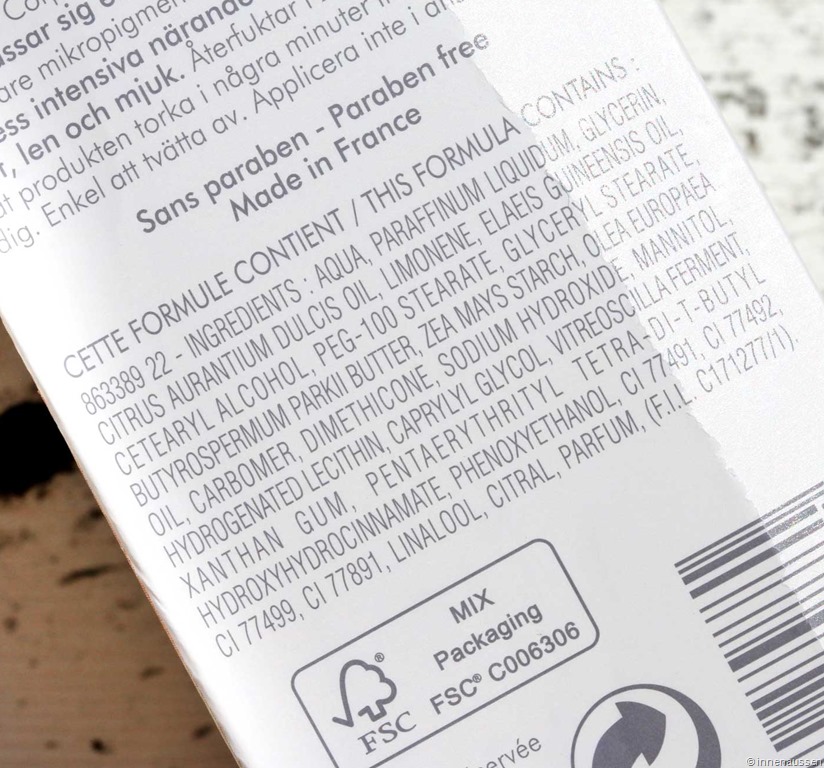 ssar sig e
are mikropigmen
ess intensiva närande
r, len och mjuk. Återfuktar i
at produkten torka i några minuter in
dig. Enkel att tvätta av. Applicera inte i
Sans paraben - Paraben free
Made in France
CETTE FORMULE CONTIENT / THIS FORMULA CONTAINS :
863389 22 - INGREDIENTS : AQUA, PARAFFINUM LIQUIDUM, GLYCERIN,
CITRUS AURANTIUM DULCIS OIL, LIMONENE, ELAEIS GUINEENSIS OIL,
CETEARYL ALCOHOL, PEG-100 STEARATE, GLYCERYL STEARATE,
BUTYROSPERMUM PARKII BUTTER, ZEA MAYS STARCH, OLEA EUROPAEA
OIL, CARBOMER, DIMETHICONE, SODIUM HYDROXIDE, MANNITOL,
HYDROGENATED LECITHIN, CAPRYLYL GLYCOL, VITREOSCILLA FERMENT,
XANTHAN GUM, PENTAERYTHRITYL TETRA-DI-T-BUTYL
HYDROXYHYDROCINNAMATE, PHENOXYETHANOL, CI 77491, CI 77492,
CI 77499, CI 77891, LINALOOL, CITRAL, PARFUM, (F.I.L. C171277/1).
MIX
Packaging
FSC® C006306
FSC
servée
© innenaussen